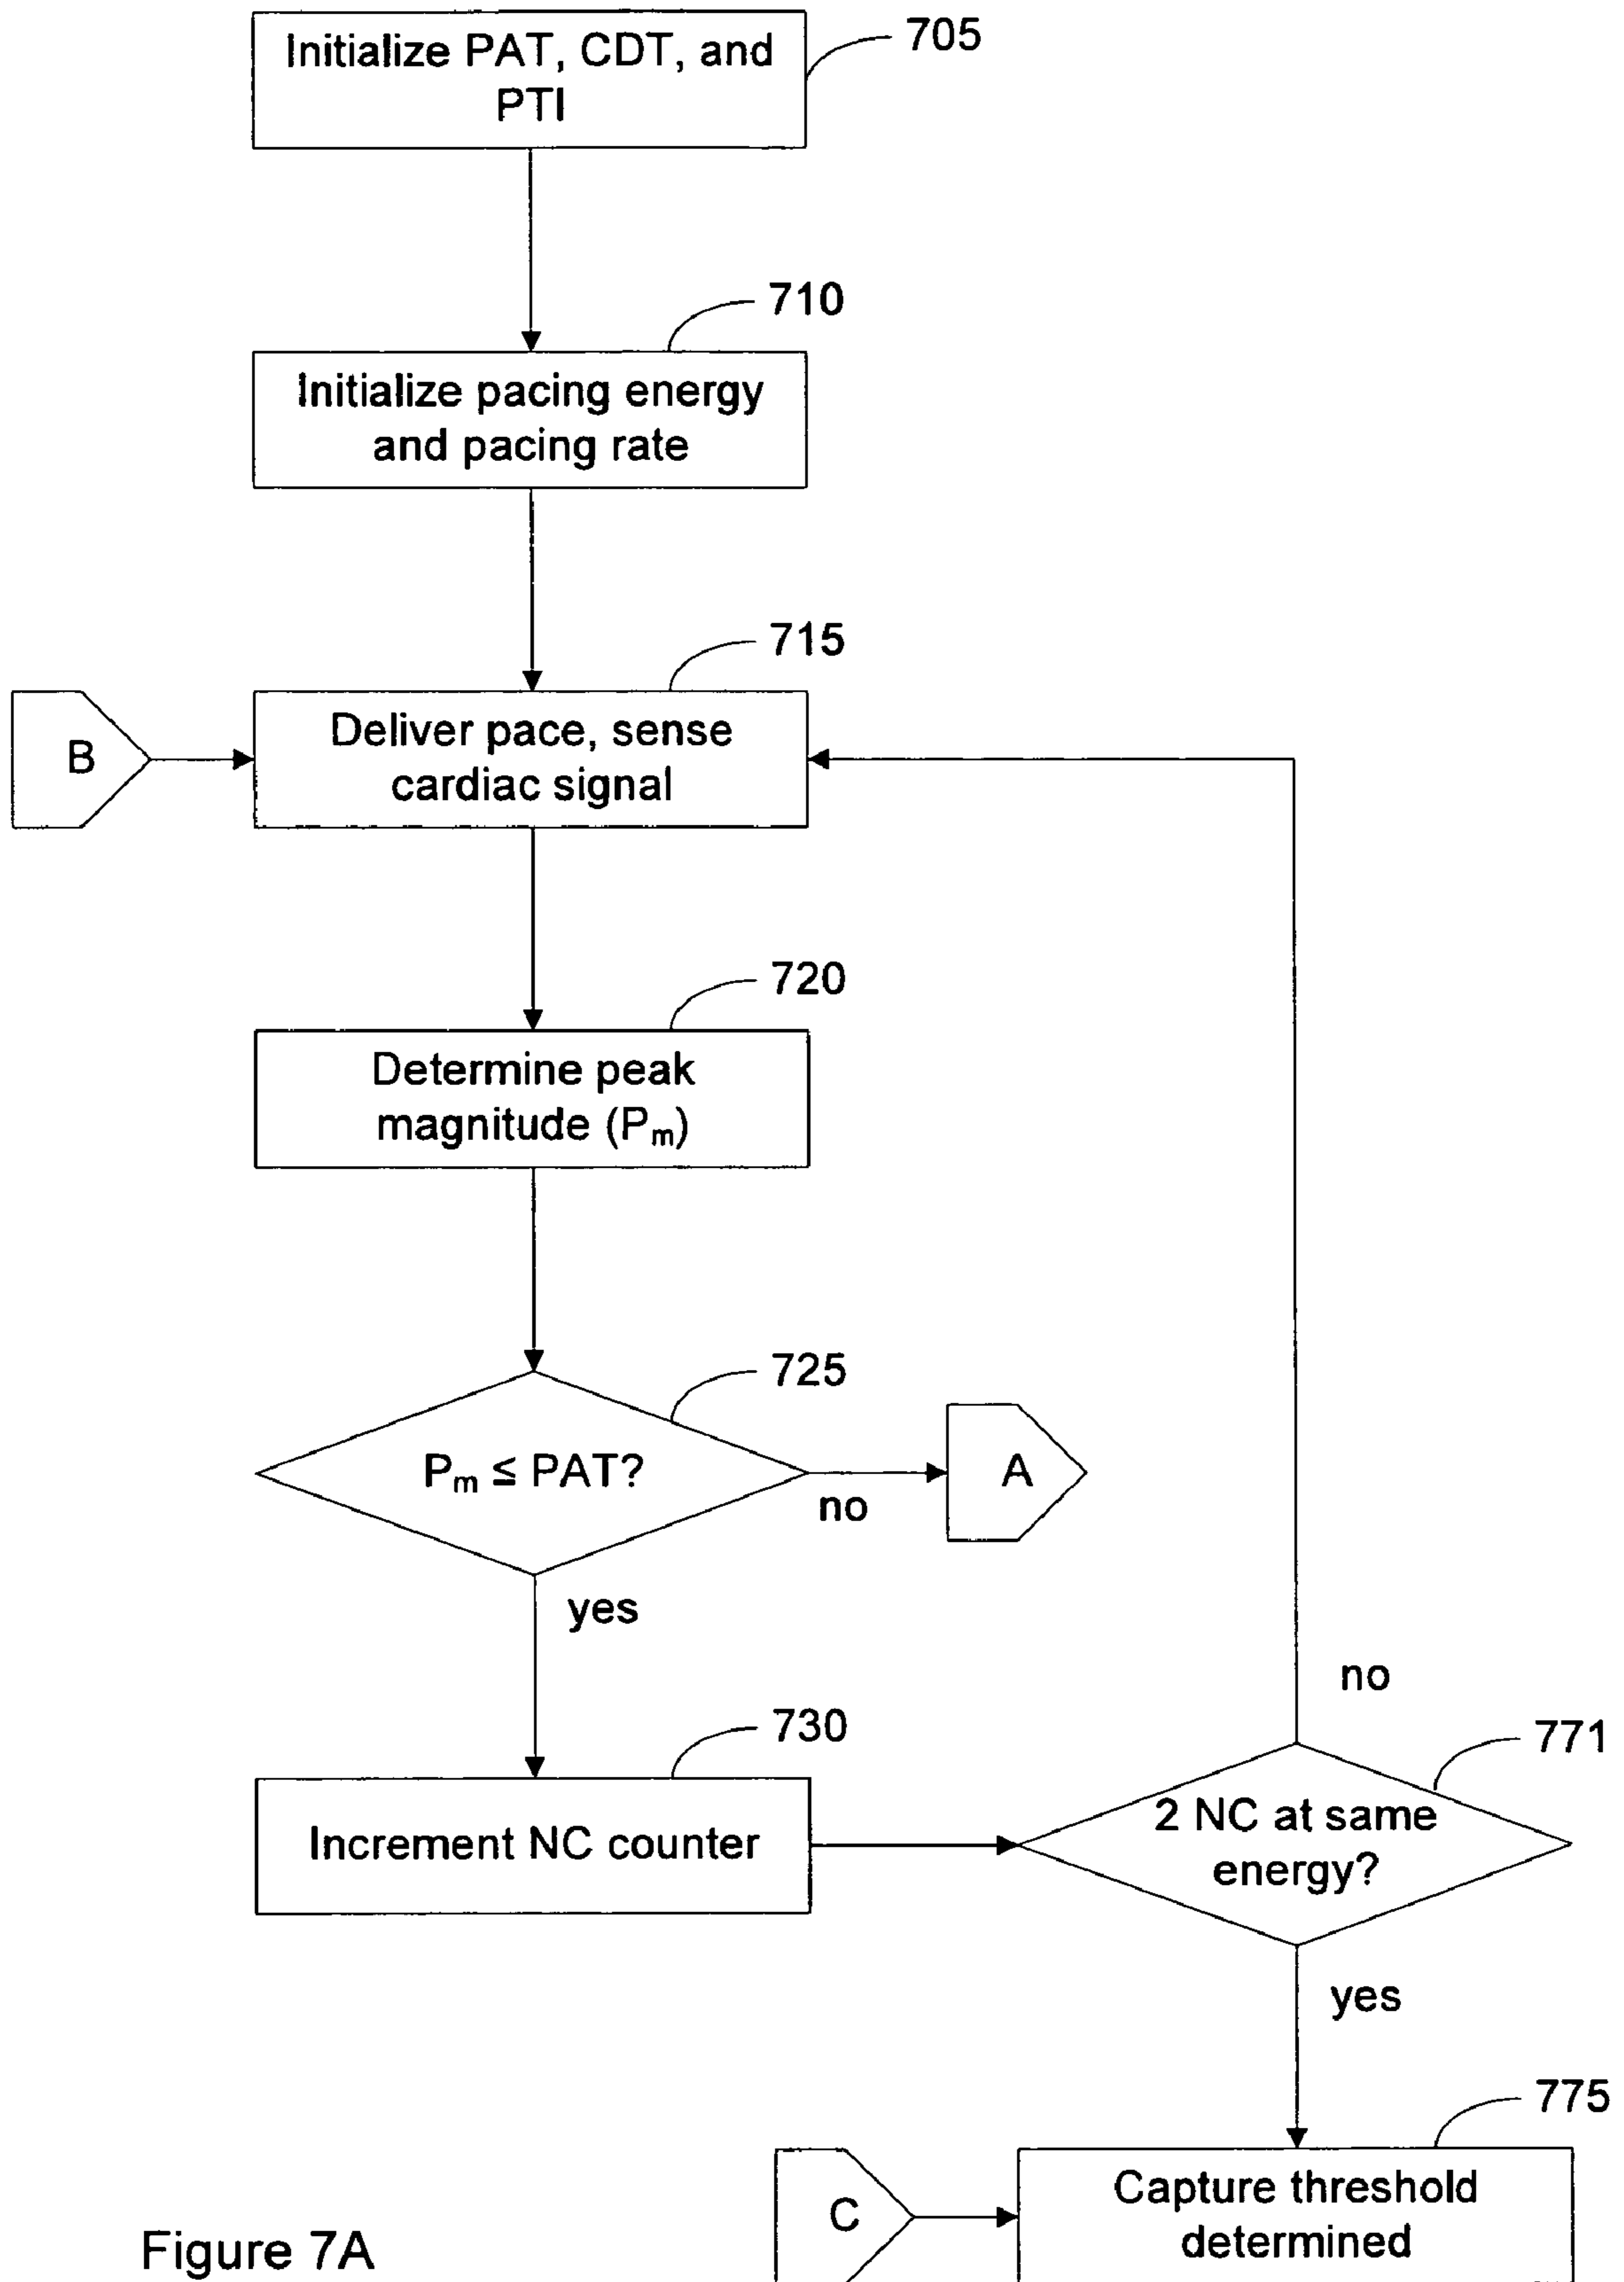 Initialize PAT, CDT, and
PTI
705
710
Initialize pacing energy
and pacing rate
715
B
Deliver pace, sense
cardiac signal
720
Determine peak
magnitude (Pm)
725
Pm ≤ PAT?
no
A
yes
730
Increment NC counter
no
771
2 NC at same
energy?
yes
775
C
Capture threshold
determined
Figure 7A